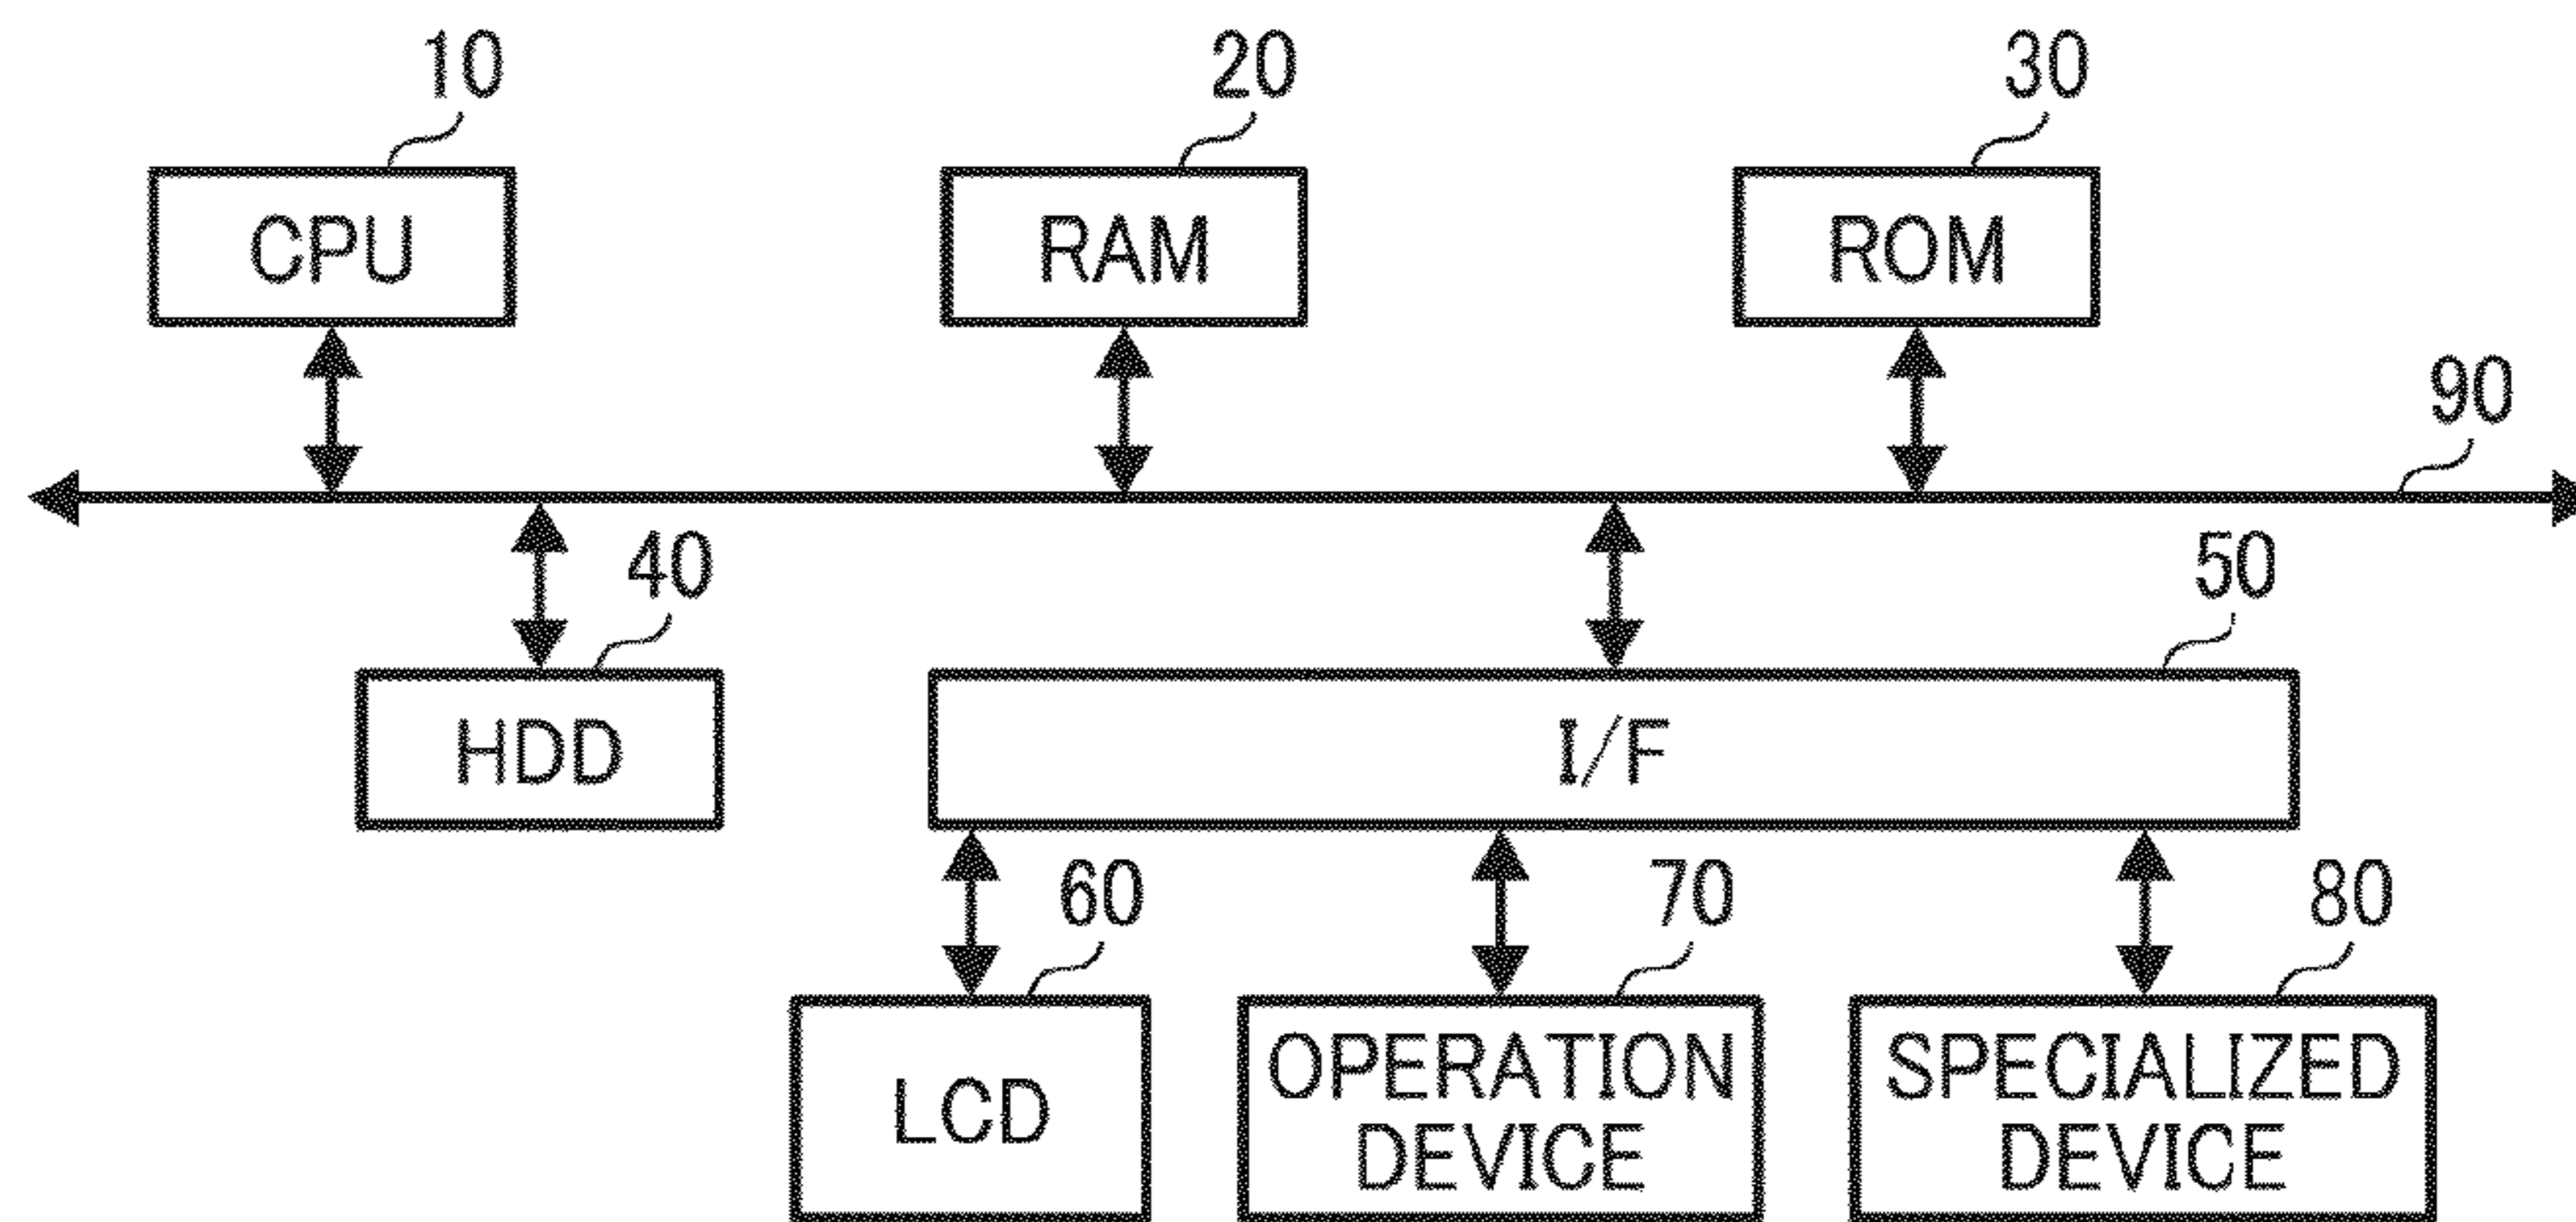 10
20
30
CPU
RAM
ROM
90
40
50
HDD
I/F
60
70
80
LCD
OPERATION
DEVICE
SPECIALIZED
DEVICE